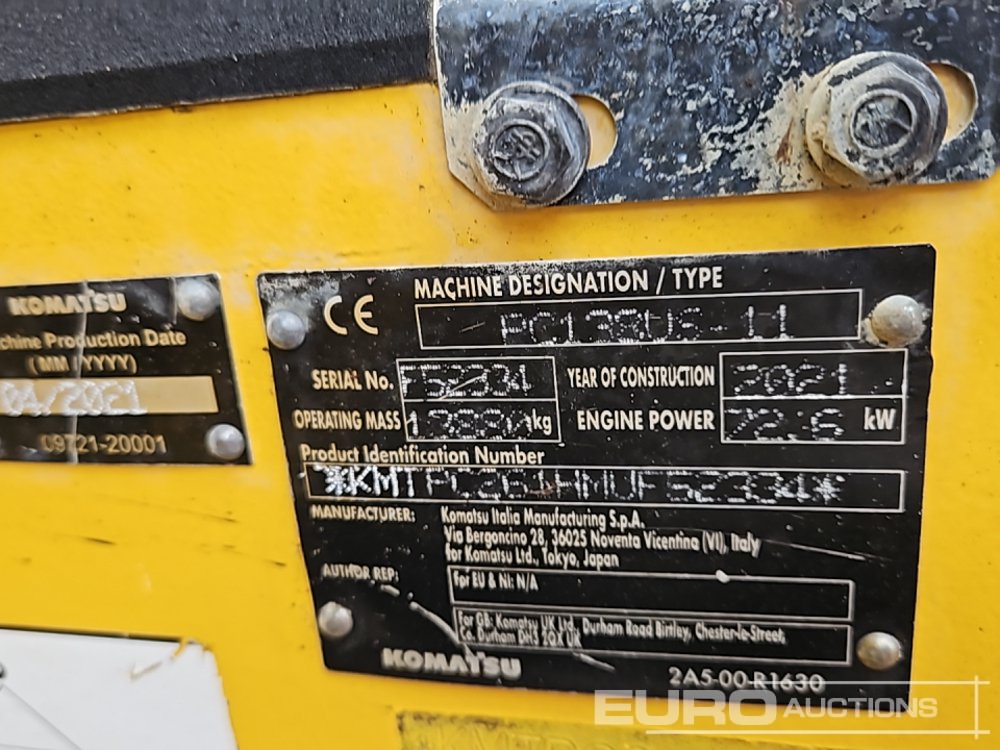 KOMATSU
Machine Production Date
(MM/YYYY)
04/2021
09721-20001
CE
MACHINE DESIGNATION / TYPE
PC138US-11
SERIAL No. F52334
YEAR OF CONSTRUCTION 2021
OPERATING MASS kg
ENGINE POWER 72.6 kW
Product Identification Number
*KMTPC261HMUF52334*
MANUFACTURER: Komatsu Italia Manufacturing S.p.A.
Via Bergoncino 28, 36025 Noventa Vicentina (VI), Italy
for Komatsu Ltd., Tokyo, Japan
AUTHOR REP: For EU & NI: N/A
For GB: Komatsu UK Ltd., Durham Road Birtley, Chester-le-Street,
Co. Durham DH3 2QX UK
KOMATSU
2A5-00-R1630
EURO AUCTIONS